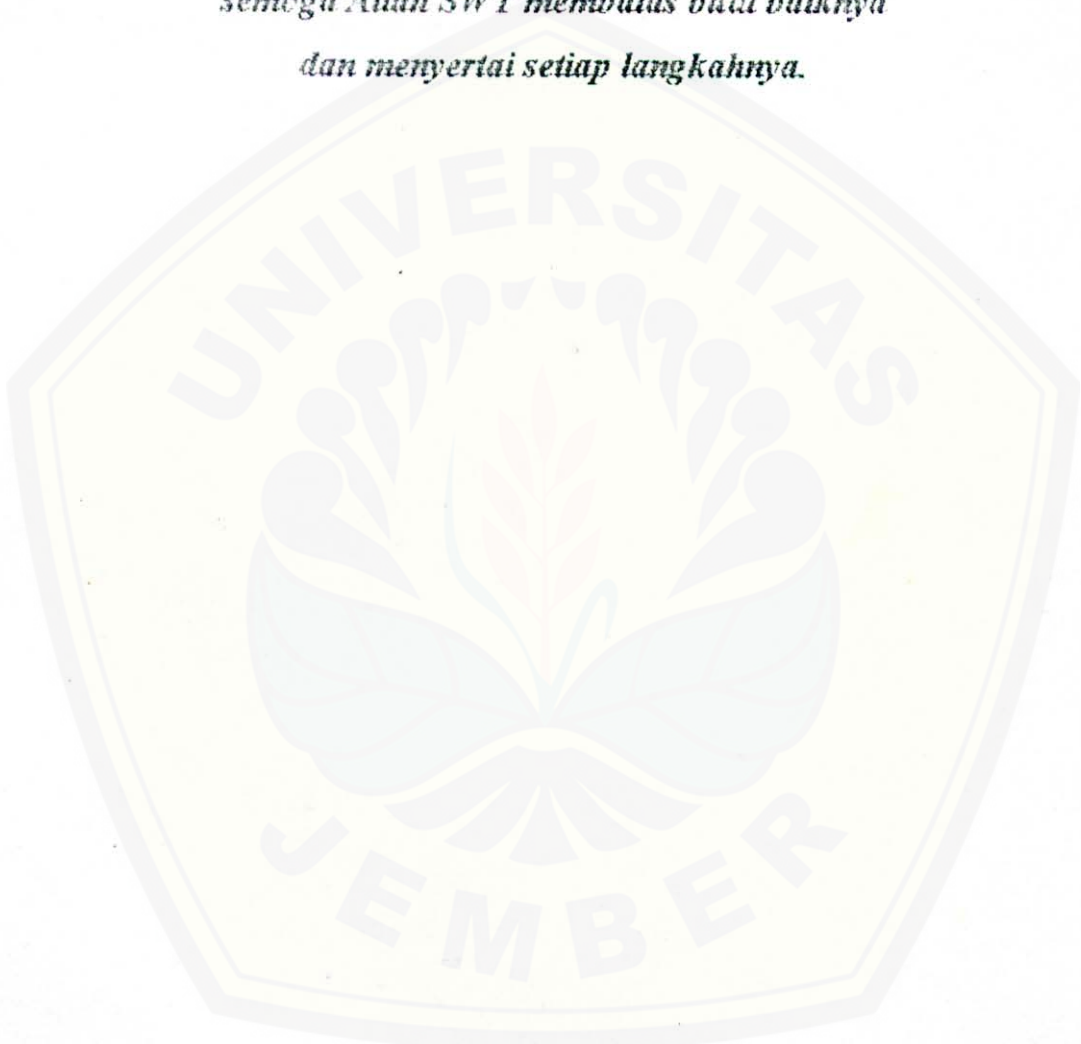 semoga Allah SWT membalas budi baiknya
dan menyertai setiap langkahnya.
UNIVERSITAS
JEMBER